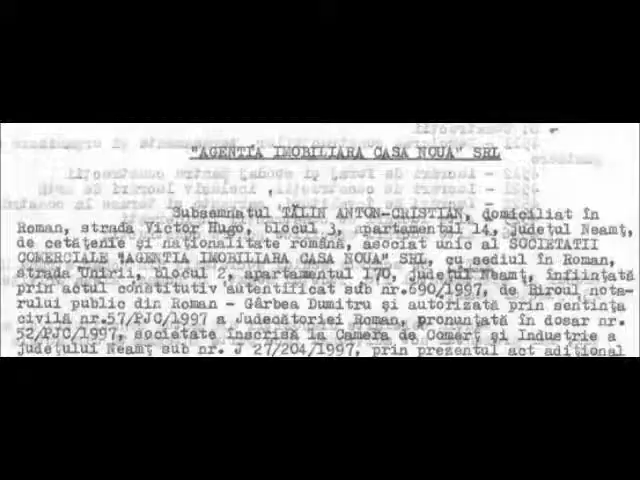 "AGENTIA IMOBILIARA CASA NOUA" SRL
Subsemnatul TĂLIN ANTON-CRISTIAN, domiciliat în
Roman, strada Victor Hugo, blocul 3, apartamentul 14, județul Neamț,
de cetățenie și naționalitate română, asociat unic al SOCIETATII
COMERCIALE "AGENTIA IMOBILIARA CASA NOUA" SRL, cu sediul în Roman,
strada Unirii, blocul 2, apartamentul 170, județul Neamț, înființată
prin actul constitutiv autentificat sub nr.690/1997, de Biroul nota-
rului public din Roman - Gârbea Dumitru și autorizată prin sentința
civilă nr.57/PJC/1997 a Judecătoriei Roman, pronunțată în dosar nr.
52/PJC/1997, societate înscrisă la Camera de Comerț și Industrie a
județului Neamț sub nr. J 27/204/1997, prin prezentul act adițional